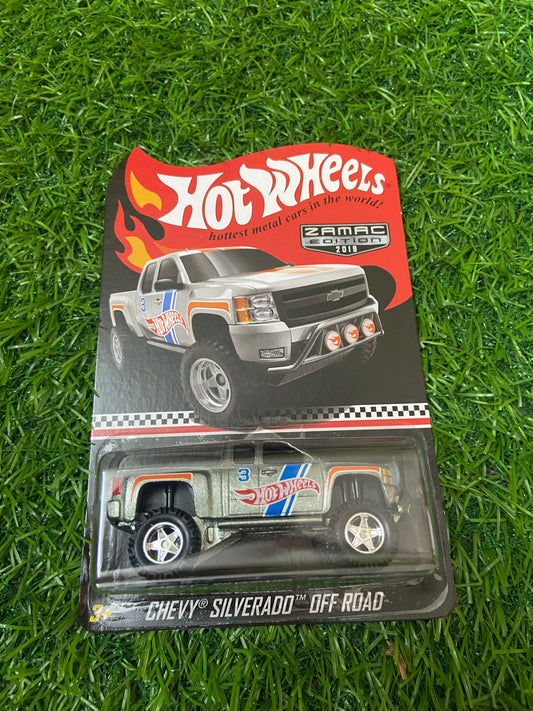 HOT WHEELS®
hottest metal cars in the world!
ZAMAC
EDITION
2019
3
HOT WHEELS
3
HOT WHEELS
3+
CHEVY® SILVERADO™ OFF ROAD